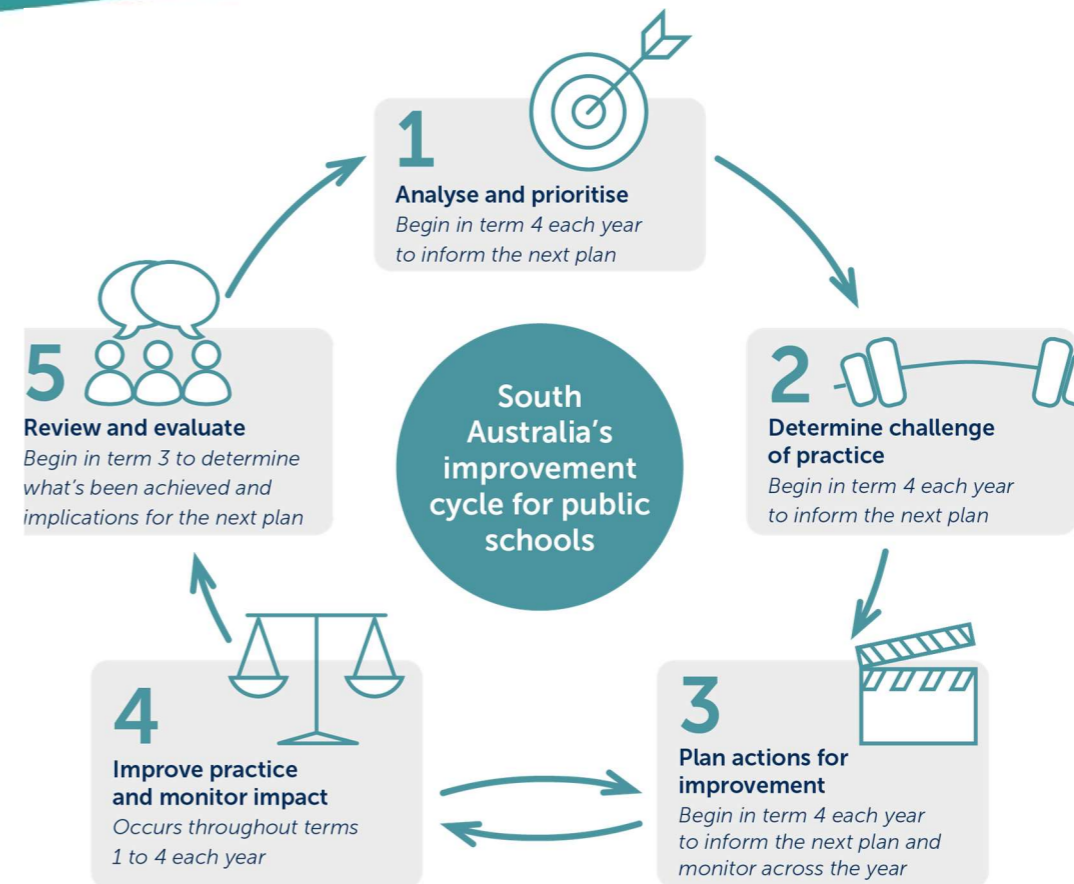 1
Analyse and prioritise
Begin in term 4 each year
to inform the next plan
2
Determine challenge
of practice
Begin in term 4 each year
to inform the next plan
3
Plan actions for
improvement
Begin in term 4 each year
to inform the next plan and
monitor across the year
4
Improve practice
and monitor impact
Occurs throughout terms
1 to 4 each year
5
Review and evaluate
Begin in term 3 to determine
what's been achieved and
implications for the next plan
South
Australia's
improvement
cycle for public
schools